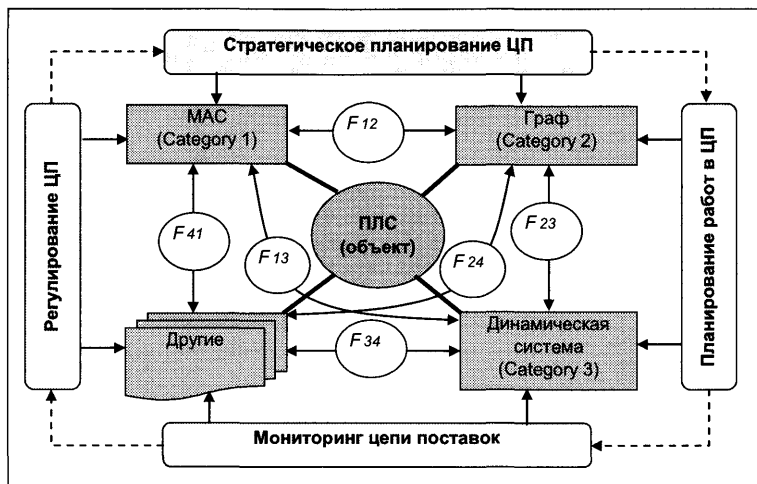 Стратегическое планирование ЦП
МАС
(Category 1)
F12
Граф
(Category 2)
Регулирование ЦП
ПЛС
(объект)
Планирование работ в ЦП
F41
F13
F24
F23
Другие
F34
Динамическая
система
(Category 3)
Мониторинг цепи поставок